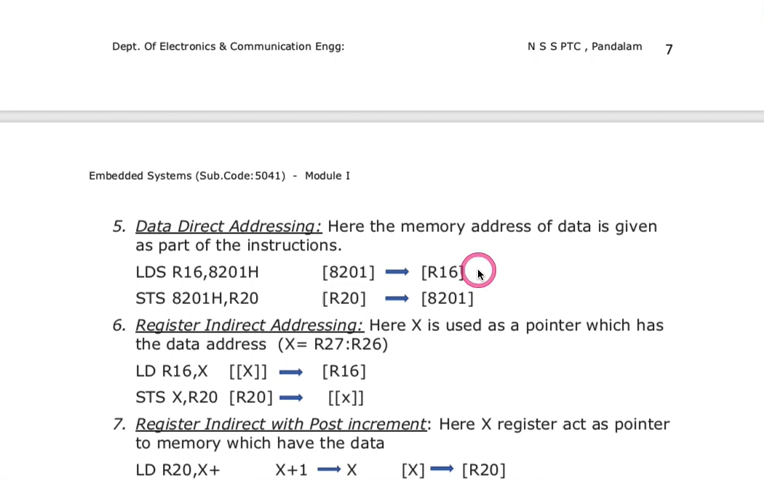 Dept. Of Electronics & Communication Engg: N S S PTC , Pandalam 7
Embedded Systems (Sub.Code:5041) - Module I
5. Data Direct Addressing: Here the memory address of data is given
as part of the instructions.
LDS R16,8201H [8201] ➡ [R16]
STS 8201H,R20 [R20] ➡ [8201]
6. Register Indirect Addressing: Here X is used as a pointer which has
the data address (X= R27:R26)
LD R16,X [[X]] ➡ [R16]
STS X,R20 [R20] ➡ [[x]]
7. Register Indirect with Post increment: Here X register act as pointer
to memory which have the data
LD R20,X+ X+1 ➡ X [X] ➡ [R20]